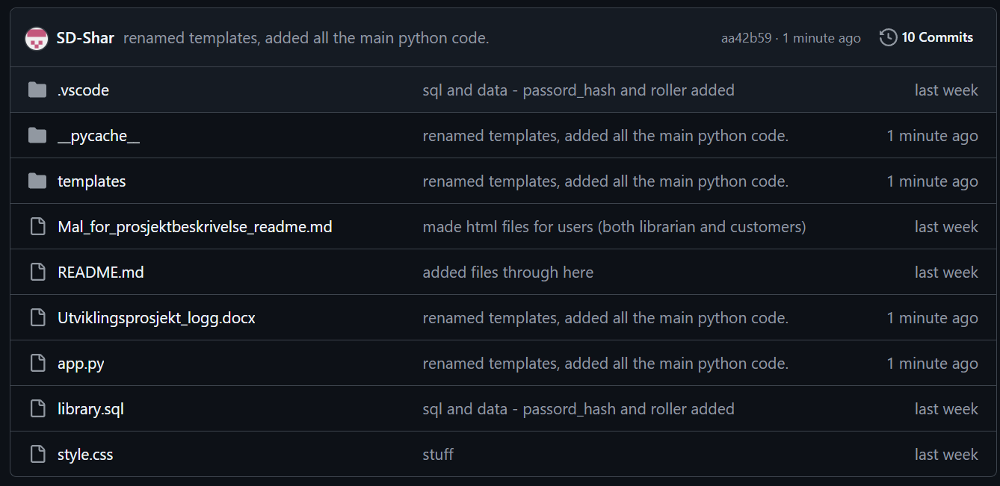 SD-Shar renamed templates, added all the main python code. aa42b59 · 1 minute ago 10 Commits
.vscode sql and data - passord_hash and roller added last week
__pycache__ renamed templates, added all the main python code. 1 minute ago
templates renamed templates, added all the main python code. 1 minute ago
Mal_for_prosjektbeskrivelse_readme.md made html files for users (both librarian and customers) last week
README.md added files through here last week
Utviklingsprosjekt_logg.docx renamed templates, added all the main python code. 1 minute ago
app.py renamed templates, added all the main python code. 1 minute ago
library.sql sql and data - passord_hash and roller added last week
style.css stuff last week